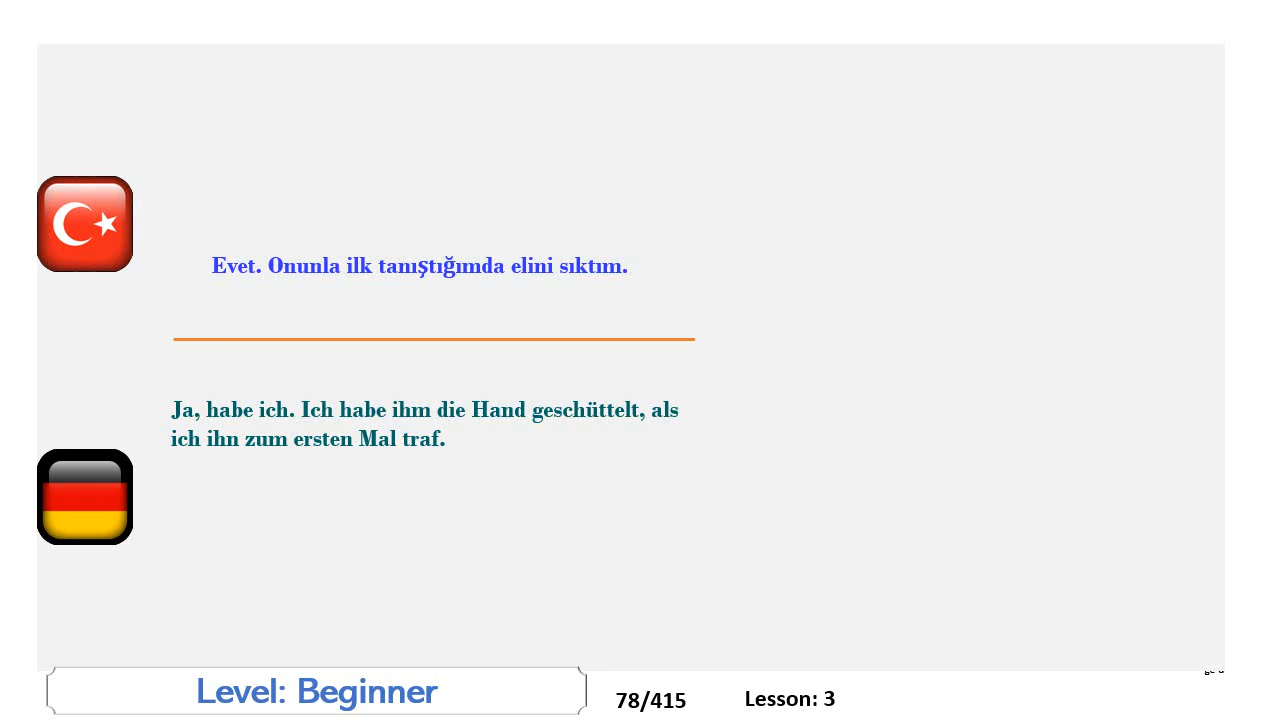 Evet. Onunla ilk tanıştığımda elini sıktım.
Ja, habe ich. Ich habe ihm die Hand geschüttelt, als
ich ihn zum ersten Mal traf.
Level: Beginner
78/415
Lesson: 3